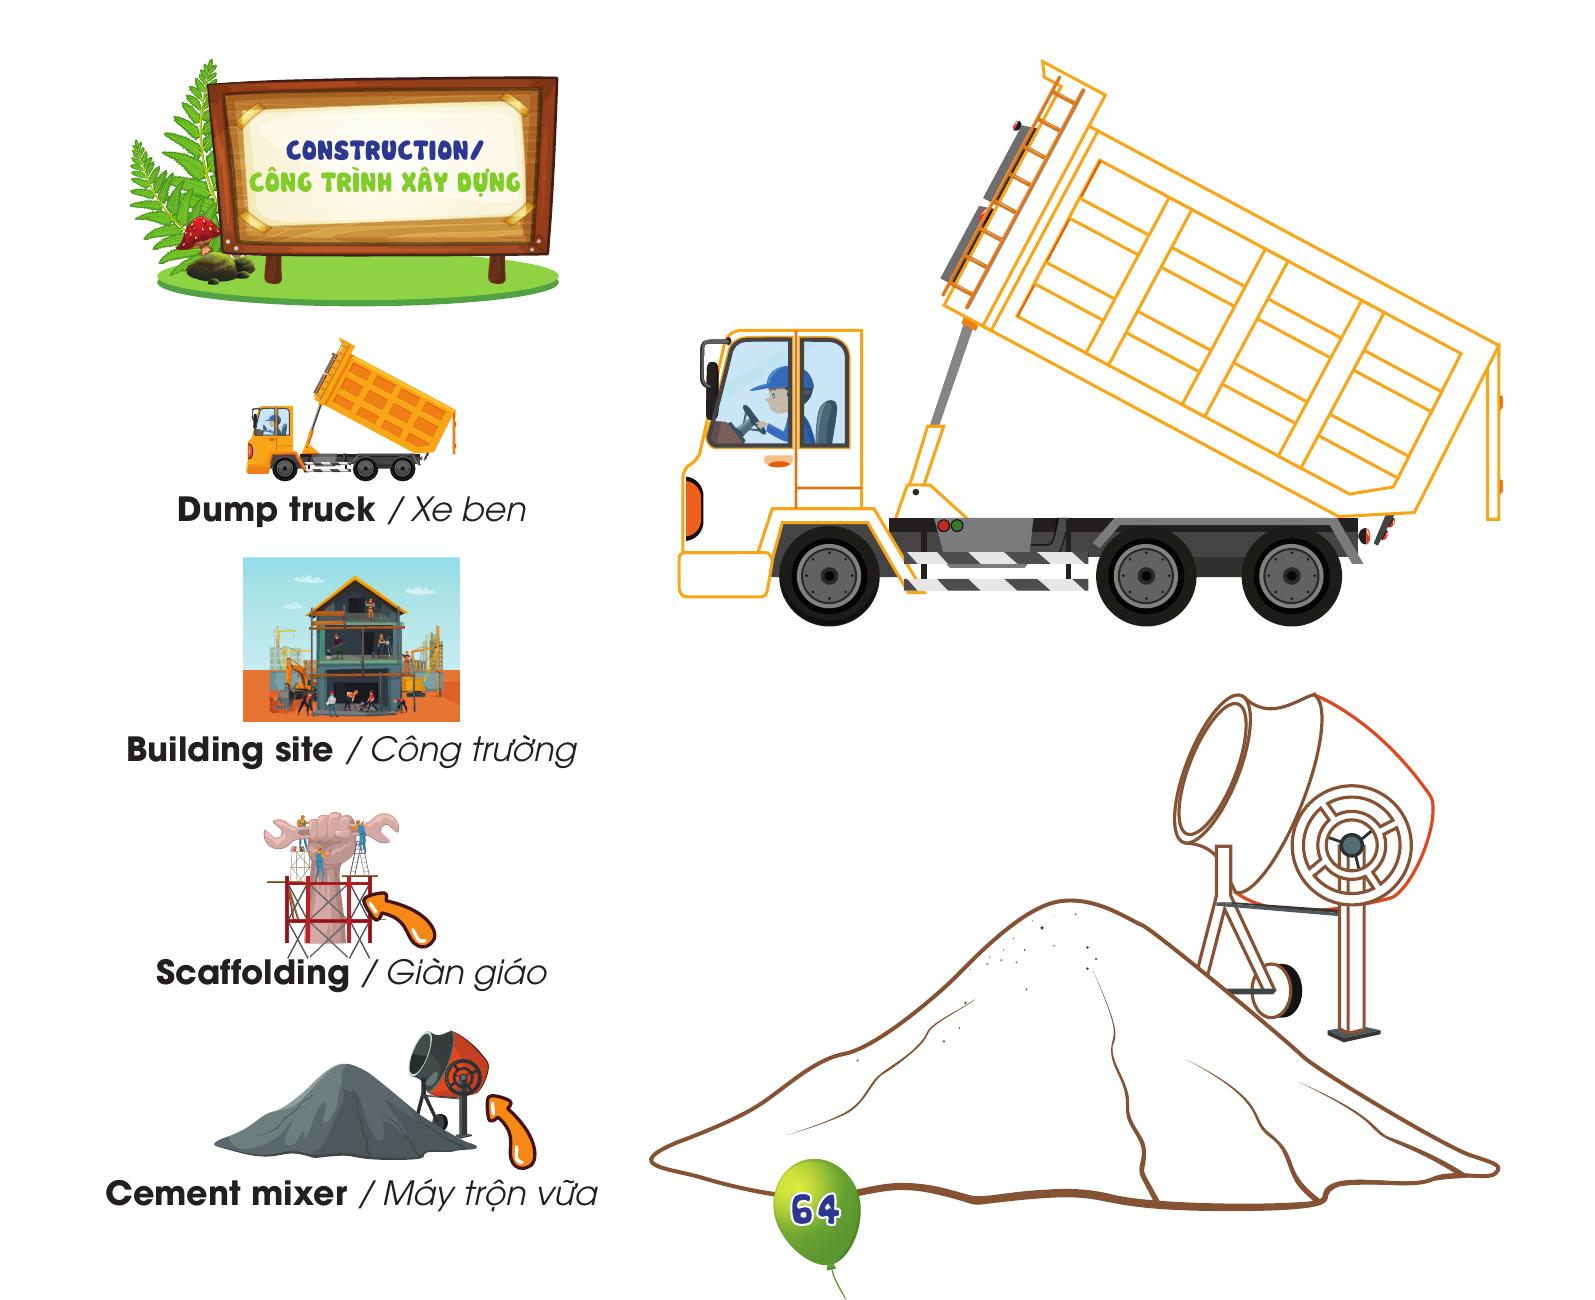 CONSTRUCTION/
CÔNG TRÌNH XÂY DỰNG
Dump truck / Xe ben
Building site / Công trường
Scaffolding / Giàn giáo
Cement mixer / Máy trộn vữa
64